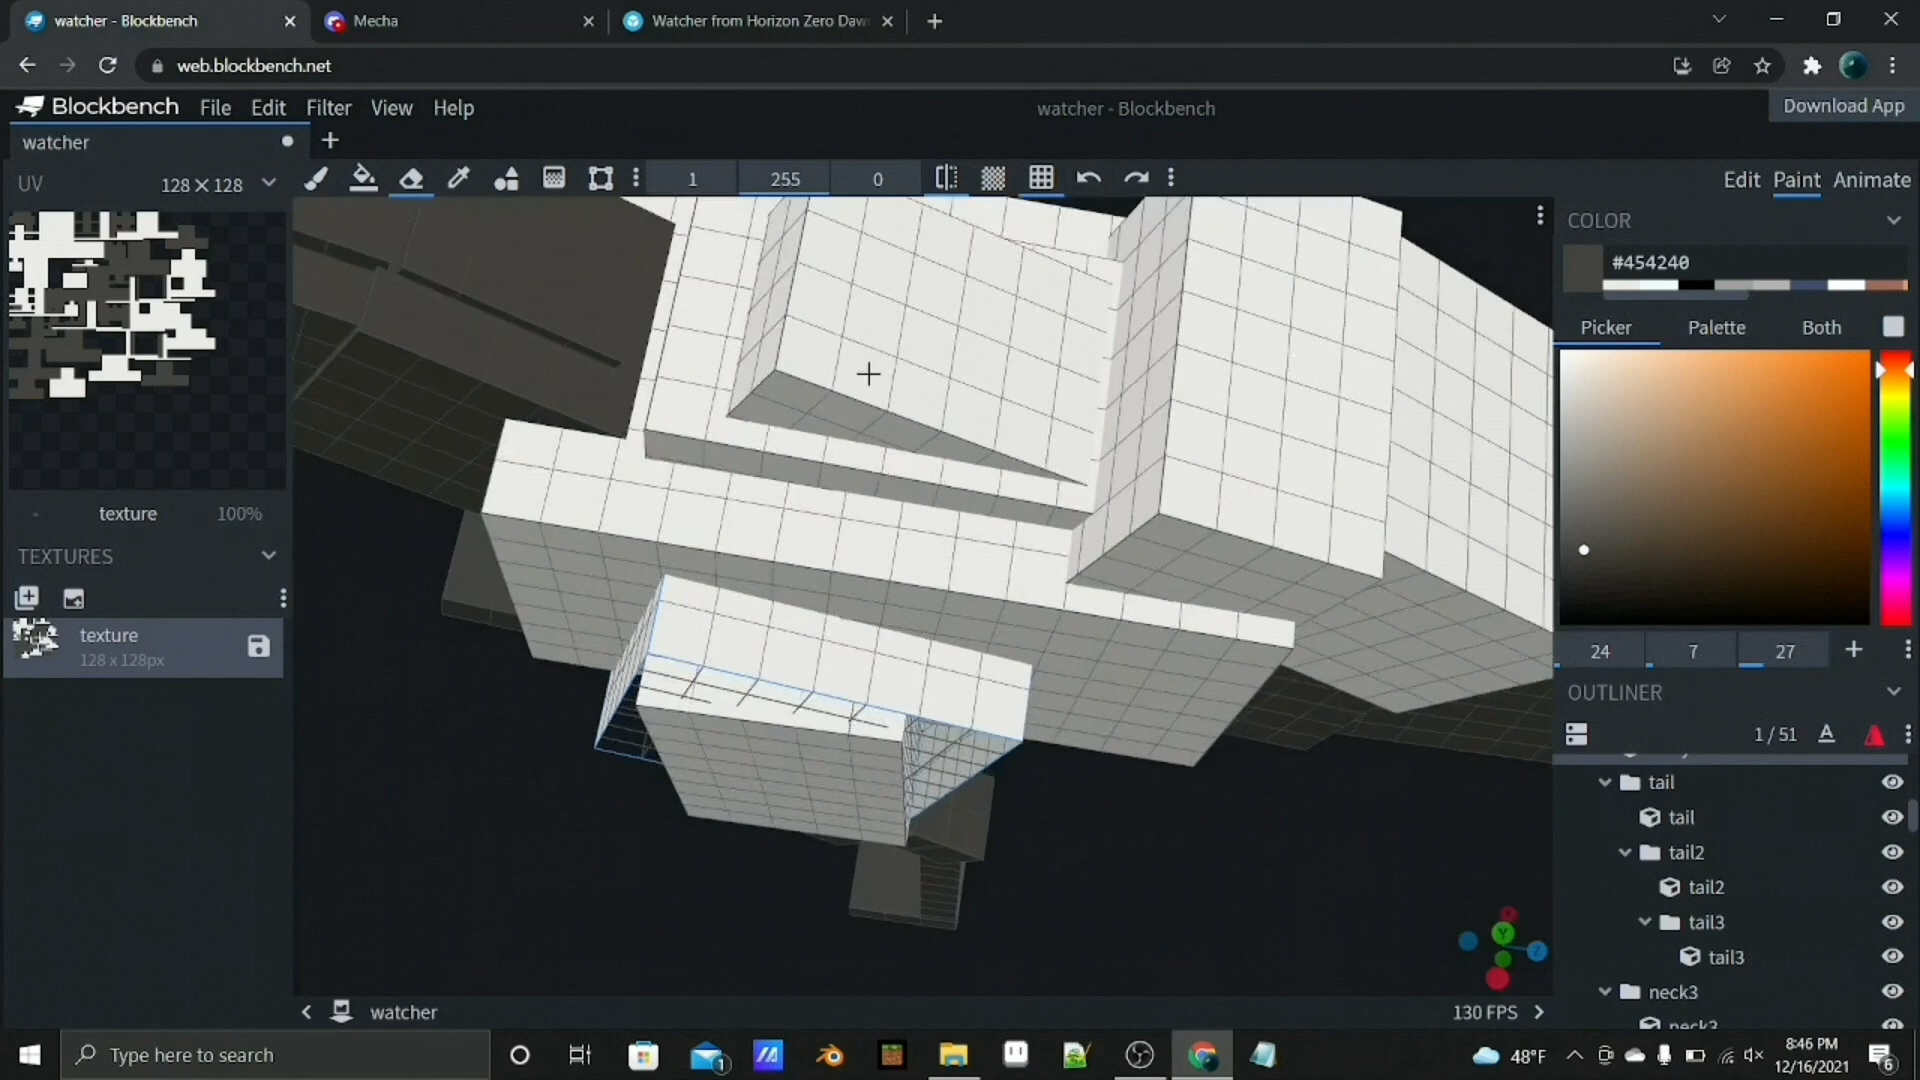 watcher - Blockbench
Mecha
Watcher from Horizon Zero Daw
web.blockbench.net
Blockbench File Edit Filter View Help
watcher - Blockbench
Download App
watcher
UV 128 × 128
1 255 0
Edit Paint Animate
COLOR
#454240
Picker Palette Both
- texture 100%
TEXTURES
texture
128 x 128px
24 7 27
OUTLINER
1 / 51
tail
tail
tail2
tail2
tail3
tail3
neck3
neck3
Y
Z
watcher
130 FPS
Type here to search
1
48°F
8:46 PM
12/16/2021
6